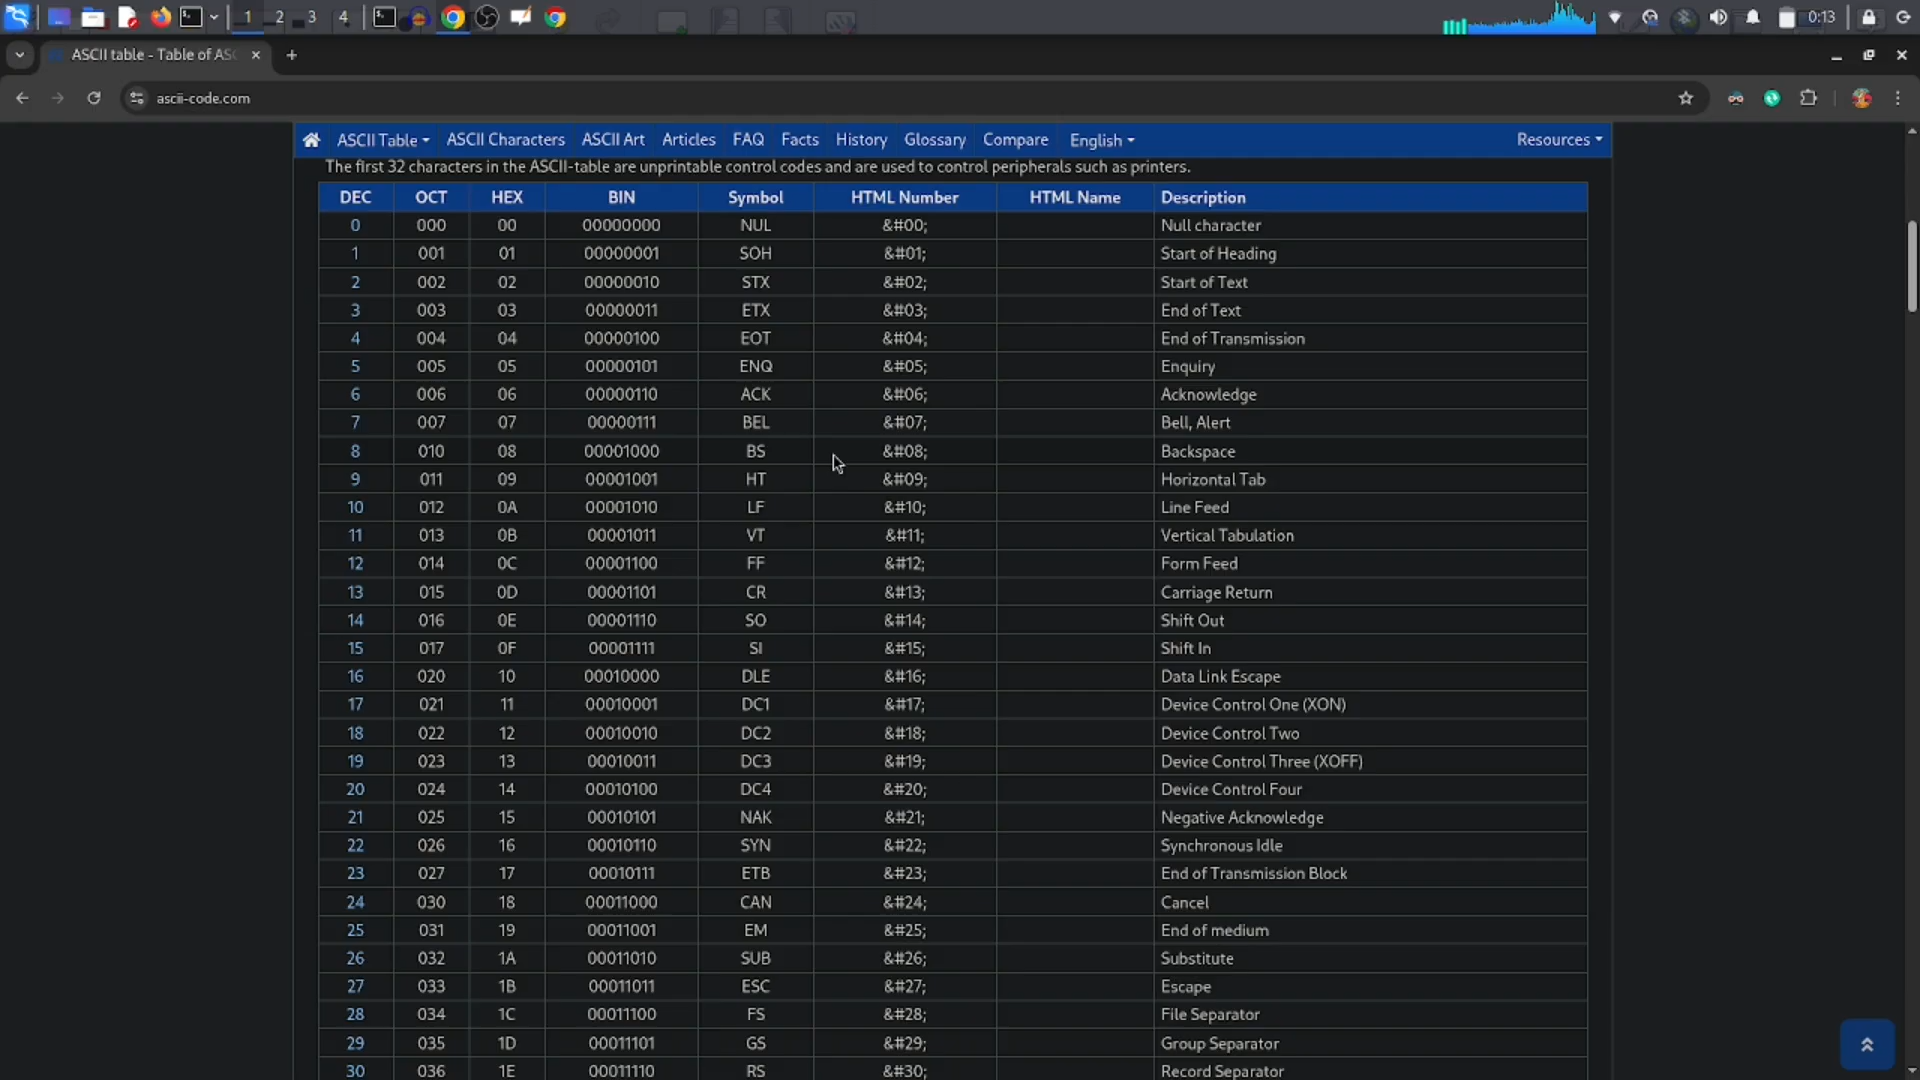 1 2 3 4 0:13
ASCII table - Table of ASC
ascii-code.com
ASCII Table ASCII Characters ASCII Art Articles FAQ Facts History Glossary Compare English Resources
The first 32 characters in the ASCII-table are unprintable control codes and are used to control peripherals such as printers.
DEC OCT HEX BIN Symbol HTML Number HTML Name Description
0 000 00 00000000 NUL &#00; Null character
1 001 01 00000001 SOH &#01; Start of Heading
2 002 02 00000010 STX &#02; Start of Text
3 003 03 00000011 ETX &#03; End of Text
4 004 04 00000100 EOT &#04; End of Transmission
5 005 05 00000101 ENQ &#05; Enquiry
6 006 06 00000110 ACK &#06; Acknowledge
7 007 07 00000111 BEL &#07; Bell, Alert
8 010 08 00001000 BS &#08; Backspace
9 011 09 00001001 HT &#09; Horizontal Tab
10 012 0A 00001010 LF &#10; Line Feed
11 013 0B 00001011 VT &#11; Vertical Tabulation
12 014 0C 00001100 FF &#12; Form Feed
13 015 0D 00001101 CR &#13; Carriage Return
14 016 0E 00001110 SO &#14; Shift Out
15 017 0F 00001111 SI &#15; Shift In
16 020 10 00010000 DLE &#16; Data Link Escape
17 021 11 00010001 DC1 &#17; Device Control One (XON)
18 022 12 00010010 DC2 &#18; Device Control Two
19 023 13 00010011 DC3 &#19; Device Control Three (XOFF)
20 024 14 00010100 DC4 &#20; Device Control Four
21 025 15 00010101 NAK &#21; Negative Acknowledge
22 026 16 00010110 SYN &#22; Synchronous Idle
23 027 17 00010111 ETB &#23; End of Transmission Block
24 030 18 00011000 CAN &#24; Cancel
25 031 19 00011001 EM &#25; End of medium
26 032 1A 00011010 SUB &#26; Substitute
27 033 1B 00011011 ESC &#27; Escape
28 034 1C 00011100 FS &#28; File Separator
29 035 1D 00011101 GS &#29; Group Separator
30 036 1E 00011110 RS &#30; Record Separator